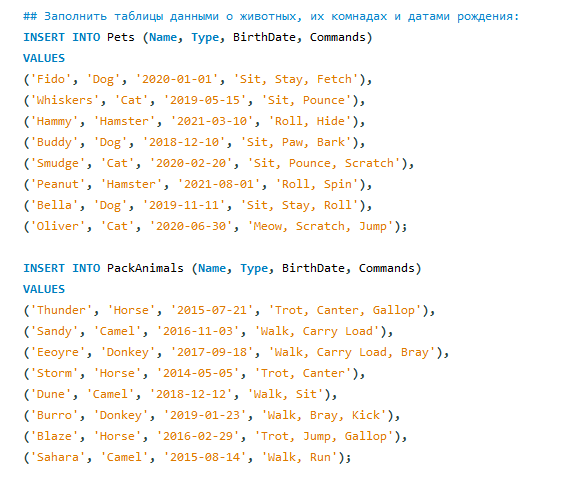 ## Заполнить таблицы данными о животных, их комнадах и датами рождения:
INSERT INTO Pets (Name, Type, BirthDate, Commands)
VALUES
('Fido', 'Dog', '2020-01-01', 'Sit, Stay, Fetch'),
('Whiskers', 'Cat', '2019-05-15', 'Sit, Pounce'),
('Hammy', 'Hamster', '2021-03-10', 'Roll, Hide'),
('Buddy', 'Dog', '2018-12-10', 'Sit, Paw, Bark'),
('Smudge', 'Cat', '2020-02-20', 'Sit, Pounce, Scratch'),
('Peanut', 'Hamster', '2021-08-01', 'Roll, Spin'),
('Bella', 'Dog', '2019-11-11', 'Sit, Stay, Roll'),
('Oliver', 'Cat', '2020-06-30', 'Meow, Scratch, Jump');
INSERT INTO PackAnimals (Name, Type, BirthDate, Commands)
VALUES
('Thunder', 'Horse', '2015-07-21', 'Trot, Canter, Gallop'),
('Sandy', 'Camel', '2016-11-03', 'Walk, Carry Load'),
('Eeoyre', 'Donkey', '2017-09-18', 'Walk, Carry Load, Bray'),
('Storm', 'Horse', '2014-05-05', 'Trot, Canter'),
('Dune', 'Camel', '2018-12-12', 'Walk, Sit'),
('Burro', 'Donkey', '2019-01-23', 'Walk, Bray, Kick'),
('Blaze', 'Horse', '2016-02-29', 'Trot, Jump, Gallop'),
('Sahara', 'Camel', '2015-08-14', 'Walk, Run');